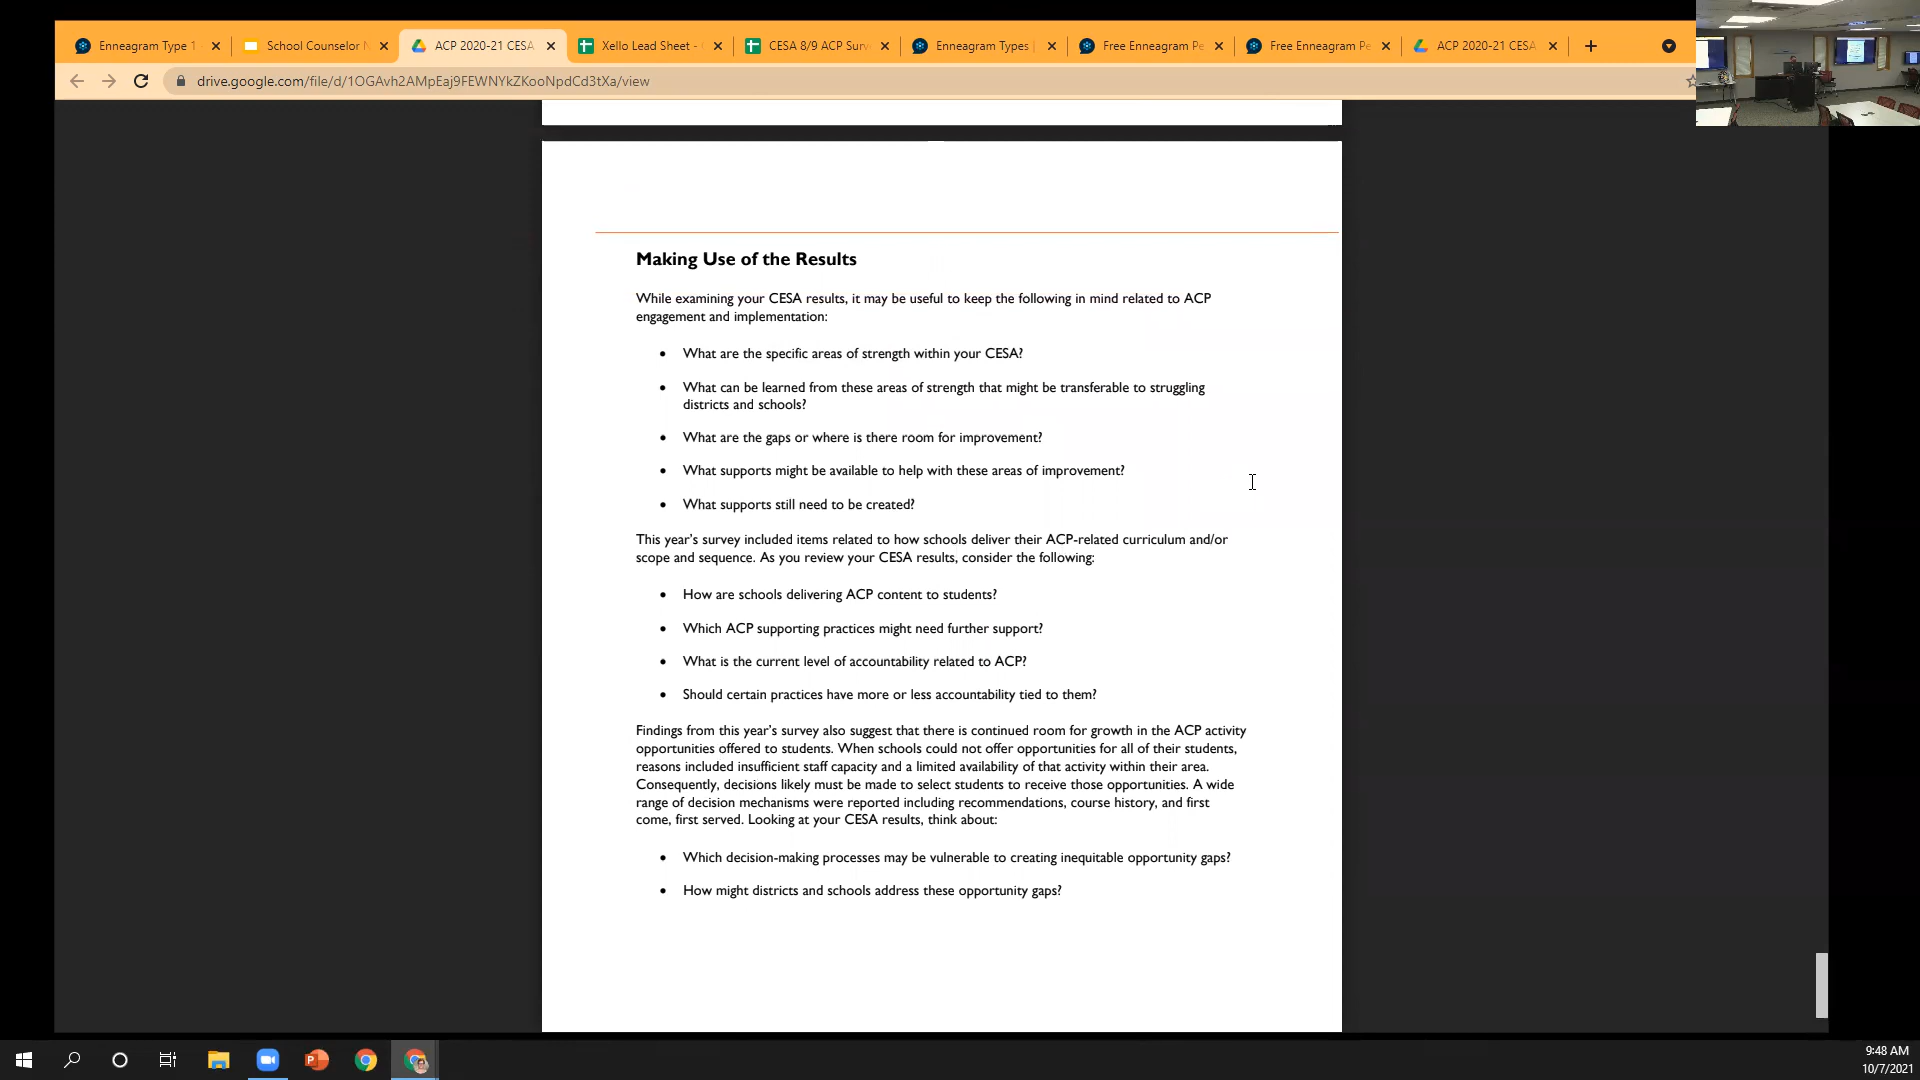 Enneagram Type 1
School Counselor N
ACP 2020-21 CESA
Xello Lead Sheet -
CESA 8/9 ACP Surv
Enneagram Types |
Free Enneagram Pe
Free Enneagram Pe
ACP 2020-21 CESA
drive.google.com/file/d/1OGAvh2AMpEaj9FEWNYkZKooNpdCd3tXa/view
Making Use of the Results
While examining your CESA results, it may be useful to keep the following in mind related to ACP
engagement and implementation:
• What are the specific areas of strength within your CESA?
• What can be learned from these areas of strength that might be transferable to struggling
districts and schools?
• What are the gaps or where is there room for improvement?
• What supports might be available to help with these areas of improvement?
• What supports still need to be created?
This year's survey included items related to how schools deliver their ACP-related curriculum and/or
scope and sequence. As you review your CESA results, consider the following:
• How are schools delivering ACP content to students?
• Which ACP supporting practices might need further support?
• What is the current level of accountability related to ACP?
• Should certain practices have more or less accountability tied to them?
Findings from this year's survey also suggest that there is continued room for growth in the ACP activity
opportunities offered to students. When schools could not offer opportunities for all of their students,
reasons included insufficient staff capacity and a limited availability of that activity within their area.
Consequently, decisions likely must be made to select students to receive those opportunities. A wide
range of decision mechanisms were reported including recommendations, course history, and first
come, first served. Looking at your CESA results, think about:
• Which decision-making processes may be vulnerable to creating inequitable opportunity gaps?
• How might districts and schools address these opportunity gaps?
9:48 AM
10/7/2021